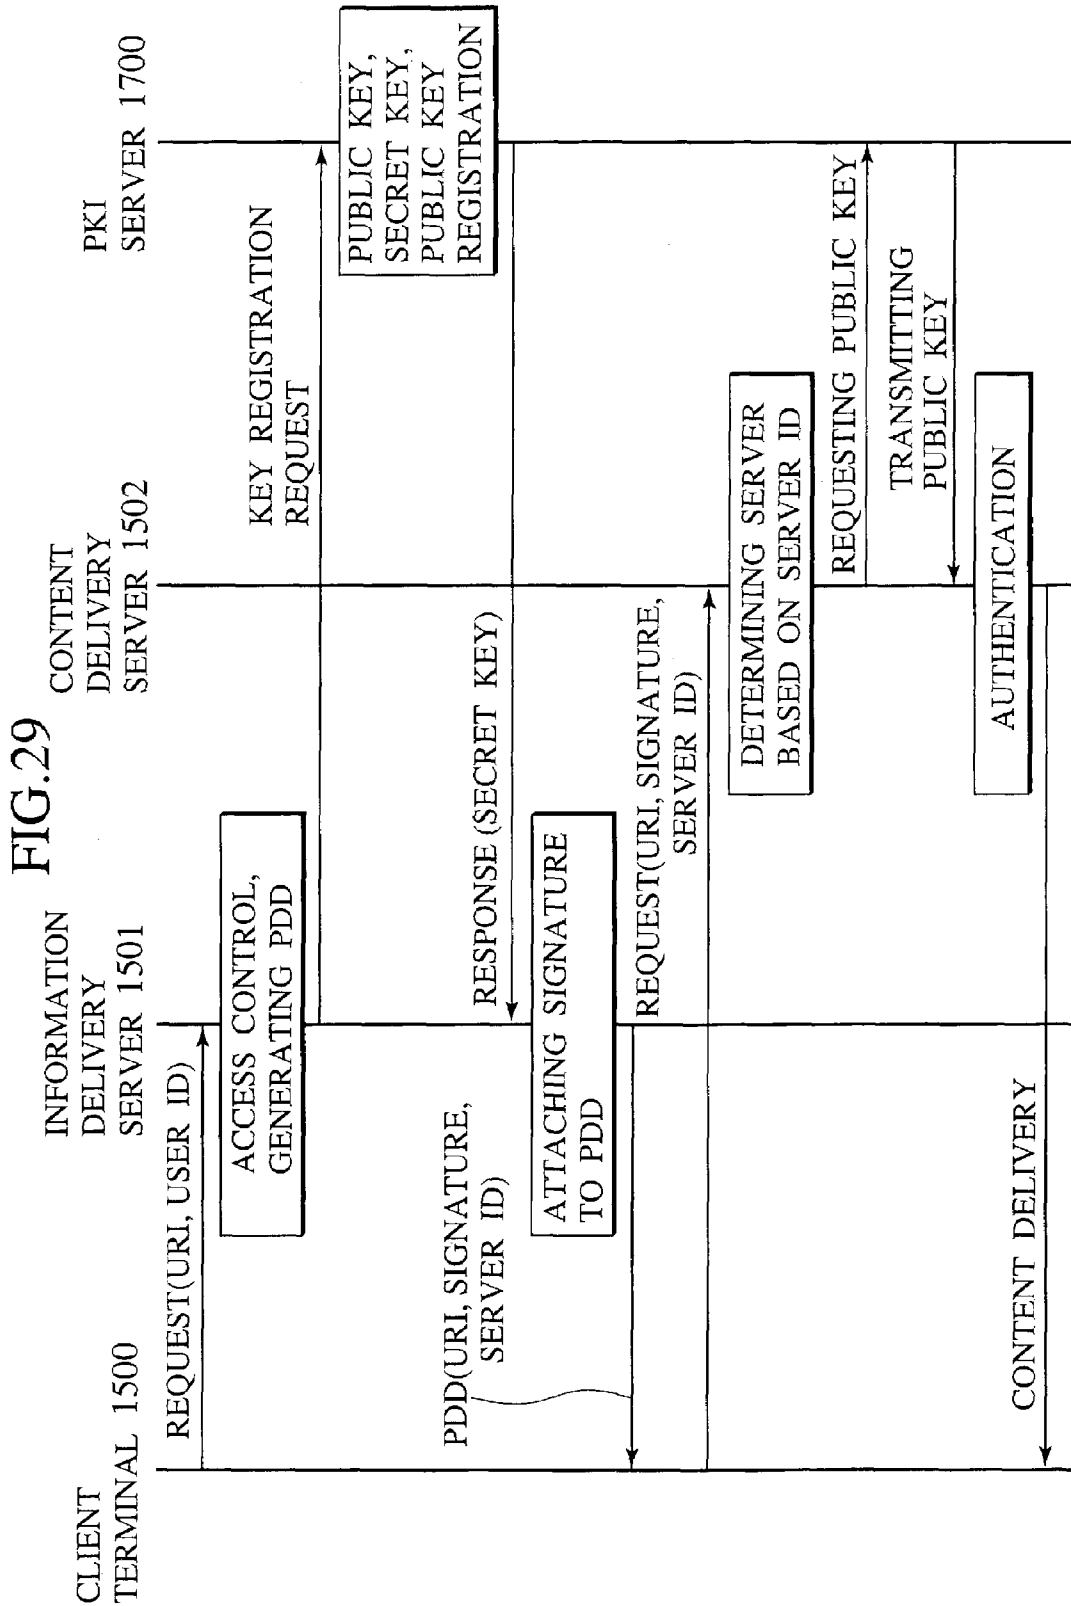 FIG.29
CLIENT
TERMINAL 1500
INFORMATION
DELIVERY
SERVER 1501
CONTENT
DELIVERY
SERVER 1502
PKI
SERVER 1700
REQUEST(URI, USER ID)
ACCESS CONTROL,
GENERATING PDD
KEY REGISTRATION
REQUEST
PUBLIC KEY,
SECRET KEY,
PUBLIC KEY
REGISTRATION
RESPONSE (SECRET KEY)
ATTACHING SIGNATURE
TO PDD
PDD(URI, SIGNATURE,
SERVER ID)
REQUEST(URI, SIGNATURE,
SERVER ID)
DETERMINING SERVER
BASED ON SERVER ID
REQUESTING PUBLIC KEY
TRANSMITTING
PUBLIC KEY
AUTHENTICATION
CONTENT DELIVERY